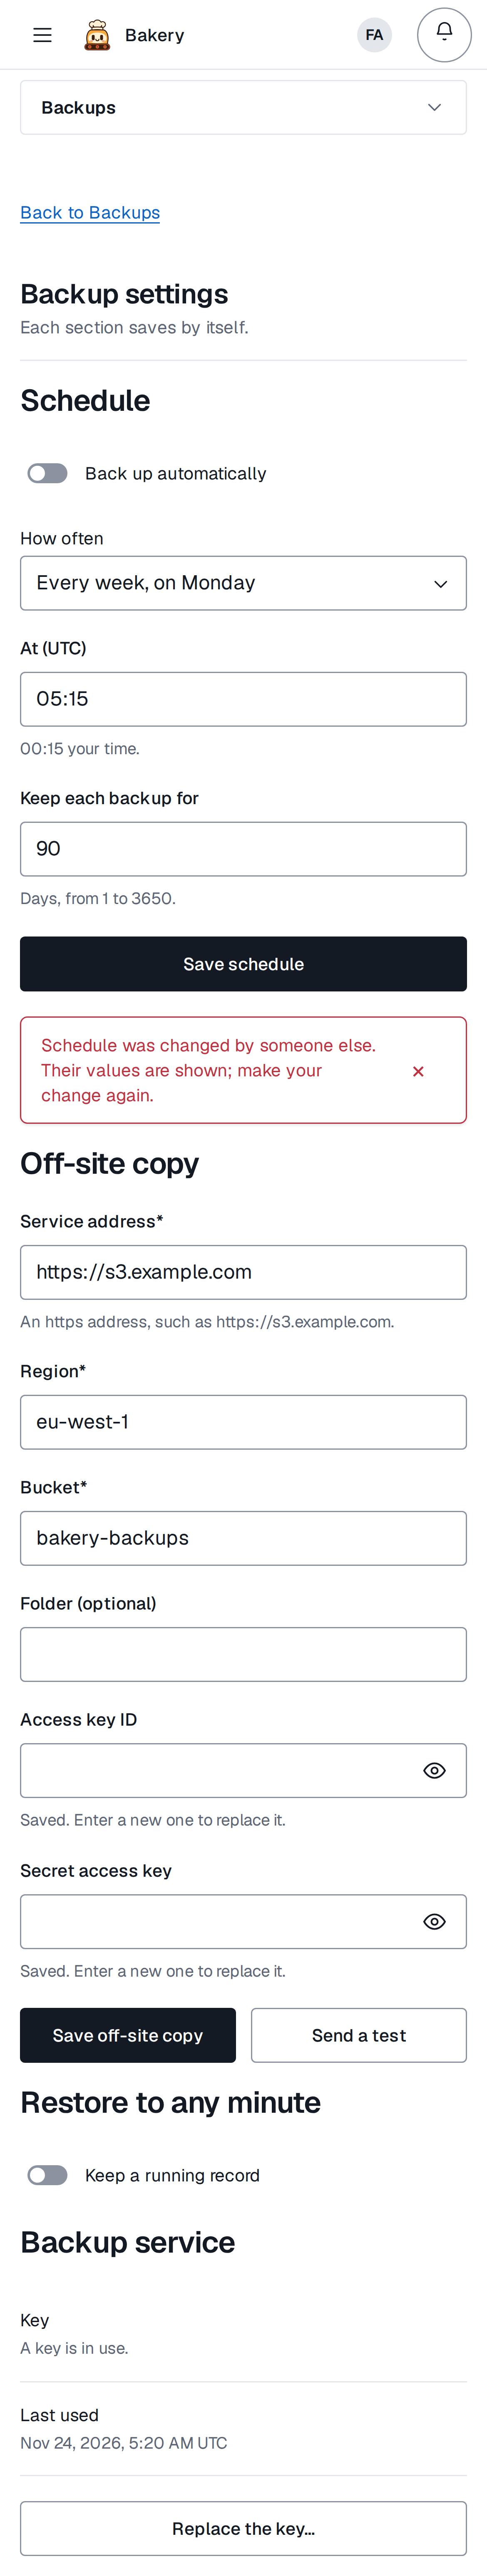 Bakery
FA
Backups
Back to Backups
Backup settings
Each section saves by itself.
Schedule
Back up automatically
How often
Every week, on Monday
At (UTC)
05:15
00:15 your time.
Keep each backup for
90
Days, from 1 to 3650.
Save schedule
Schedule was changed by someone else.
Their values are shown; make your
change again.
Off-site copy
Service address*
https://s3.example.com
An https address, such as https://s3.example.com.
Region*
eu-west-1
Bucket*
bakery-backups
Folder (optional)
Access key ID
Saved. Enter a new one to replace it.
Secret access key
Saved. Enter a new one to replace it.
Save off-site copy
Send a test
Restore to any minute
Keep a running record
Backup service
Key
A key is in use.
Last used
Nov 24, 2026, 5:20 AM UTC
Replace the key...